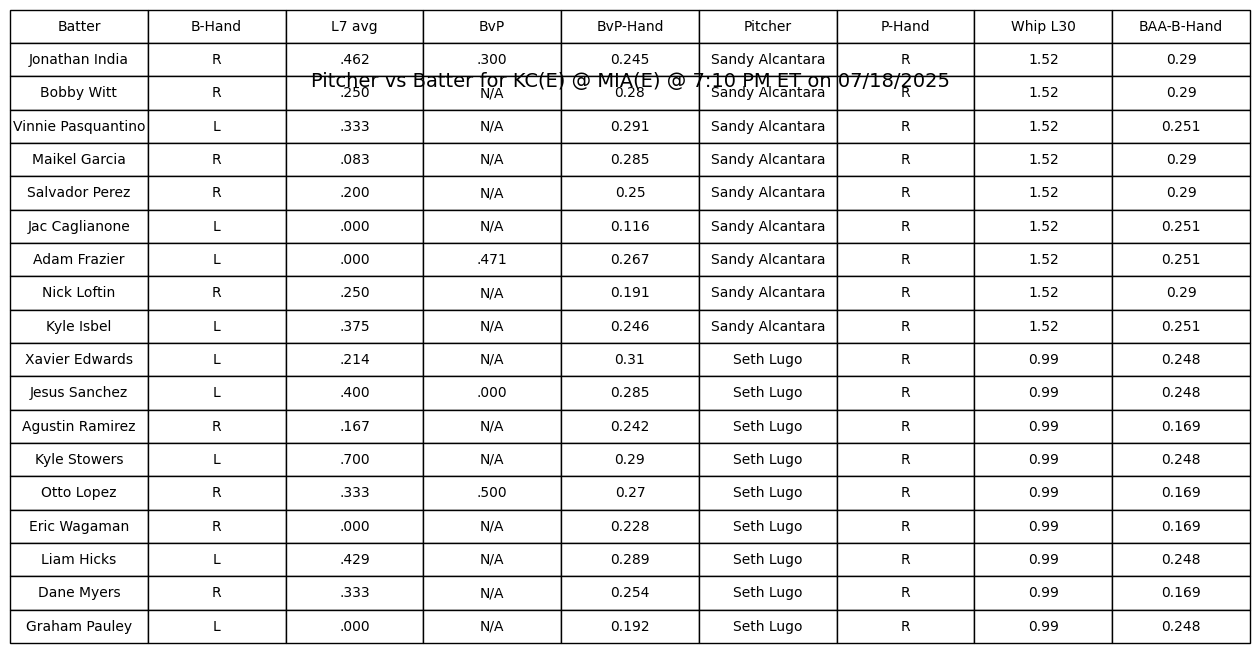 Batter B-Hand L7 avg BvP BvP-Hand Pitcher P-Hand Whip L30 BAA-B-Hand
Jonathan India R .462 .300 0.245 Sandy Alcantara R 1.52 0.29
Pitcher vs Batter for KC(E) @ MIA(E) @ 7:10 PM ET on 07/18/2025
Bobby Witt R .250 N/A 0.28 Sandy Alcantara R 1.52 0.29
Vinnie Pasquantino L .333 N/A 0.291 Sandy Alcantara R 1.52 0.251
Maikel Garcia R .083 N/A 0.285 Sandy Alcantara R 1.52 0.29
Salvador Perez R .200 N/A 0.25 Sandy Alcantara R 1.52 0.29
Jac Caglianone L .000 N/A 0.116 Sandy Alcantara R 1.52 0.251
Adam Frazier L .000 .471 0.267 Sandy Alcantara R 1.52 0.251
Nick Loftin R .250 N/A 0.191 Sandy Alcantara R 1.52 0.29
Kyle Isbel L .375 N/A 0.246 Sandy Alcantara R 1.52 0.251
Xavier Edwards L .214 N/A 0.31 Seth Lugo R 0.99 0.248
Jesus Sanchez L .400 .000 0.285 Seth Lugo R 0.99 0.248
Agustin Ramirez R .167 N/A 0.242 Seth Lugo R 0.99 0.169
Kyle Stowers L .700 N/A 0.29 Seth Lugo R 0.99 0.248
Otto Lopez R .333 .500 0.27 Seth Lugo R 0.99 0.169
Eric Wagaman R .000 N/A 0.228 Seth Lugo R 0.99 0.169
Liam Hicks L .429 N/A 0.289 Seth Lugo R 0.99 0.248
Dane Myers R .333 N/A 0.254 Seth Lugo R 0.99 0.169
Graham Pauley L .000 N/A 0.192 Seth Lugo R 0.99 0.248